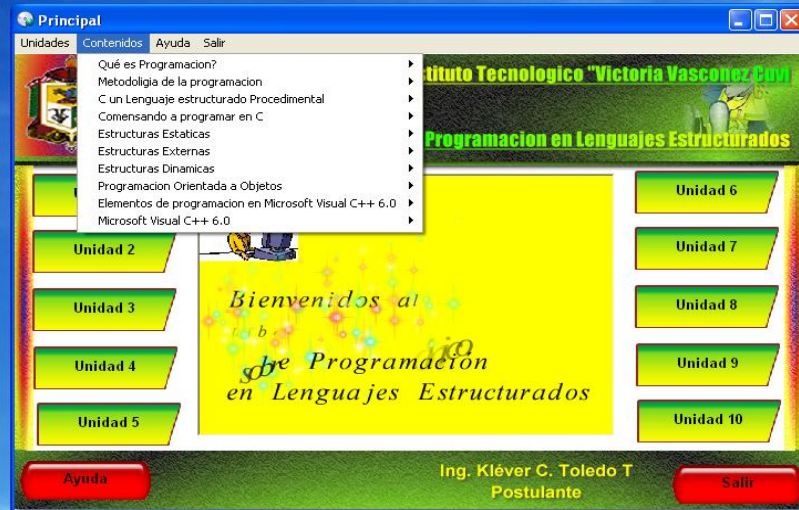 Principal
Unidades Contenidos Ayuda Salir
Qué es Programacion?
Metodoligia de la programacion
C un Lenguaje estructurado Procedimental
Comensando a programar en C
Estructuras Estaticas
Estructuras Externas
Estructuras Dinamicas
Programacion Orientada a Objetos
Elementos de programacion en Microsoft Visual C++ 6.0
Microsoft Visual C++ 6.0
tituto Tecnologico "Victoria Vasconez Cuvi
Programacion en Lenguajes Estructurados
Unidad 2
Unidad 3
Unidad 4
Unidad 5
Bienvenidos al
sobre Programación
en Lenguajes Estructurados
Unidad 6
Unidad 7
Unidad 8
Unidad 9
Unidad 10
Ayuda
Ing. Kléver C. Toledo T
Postulante
Salir